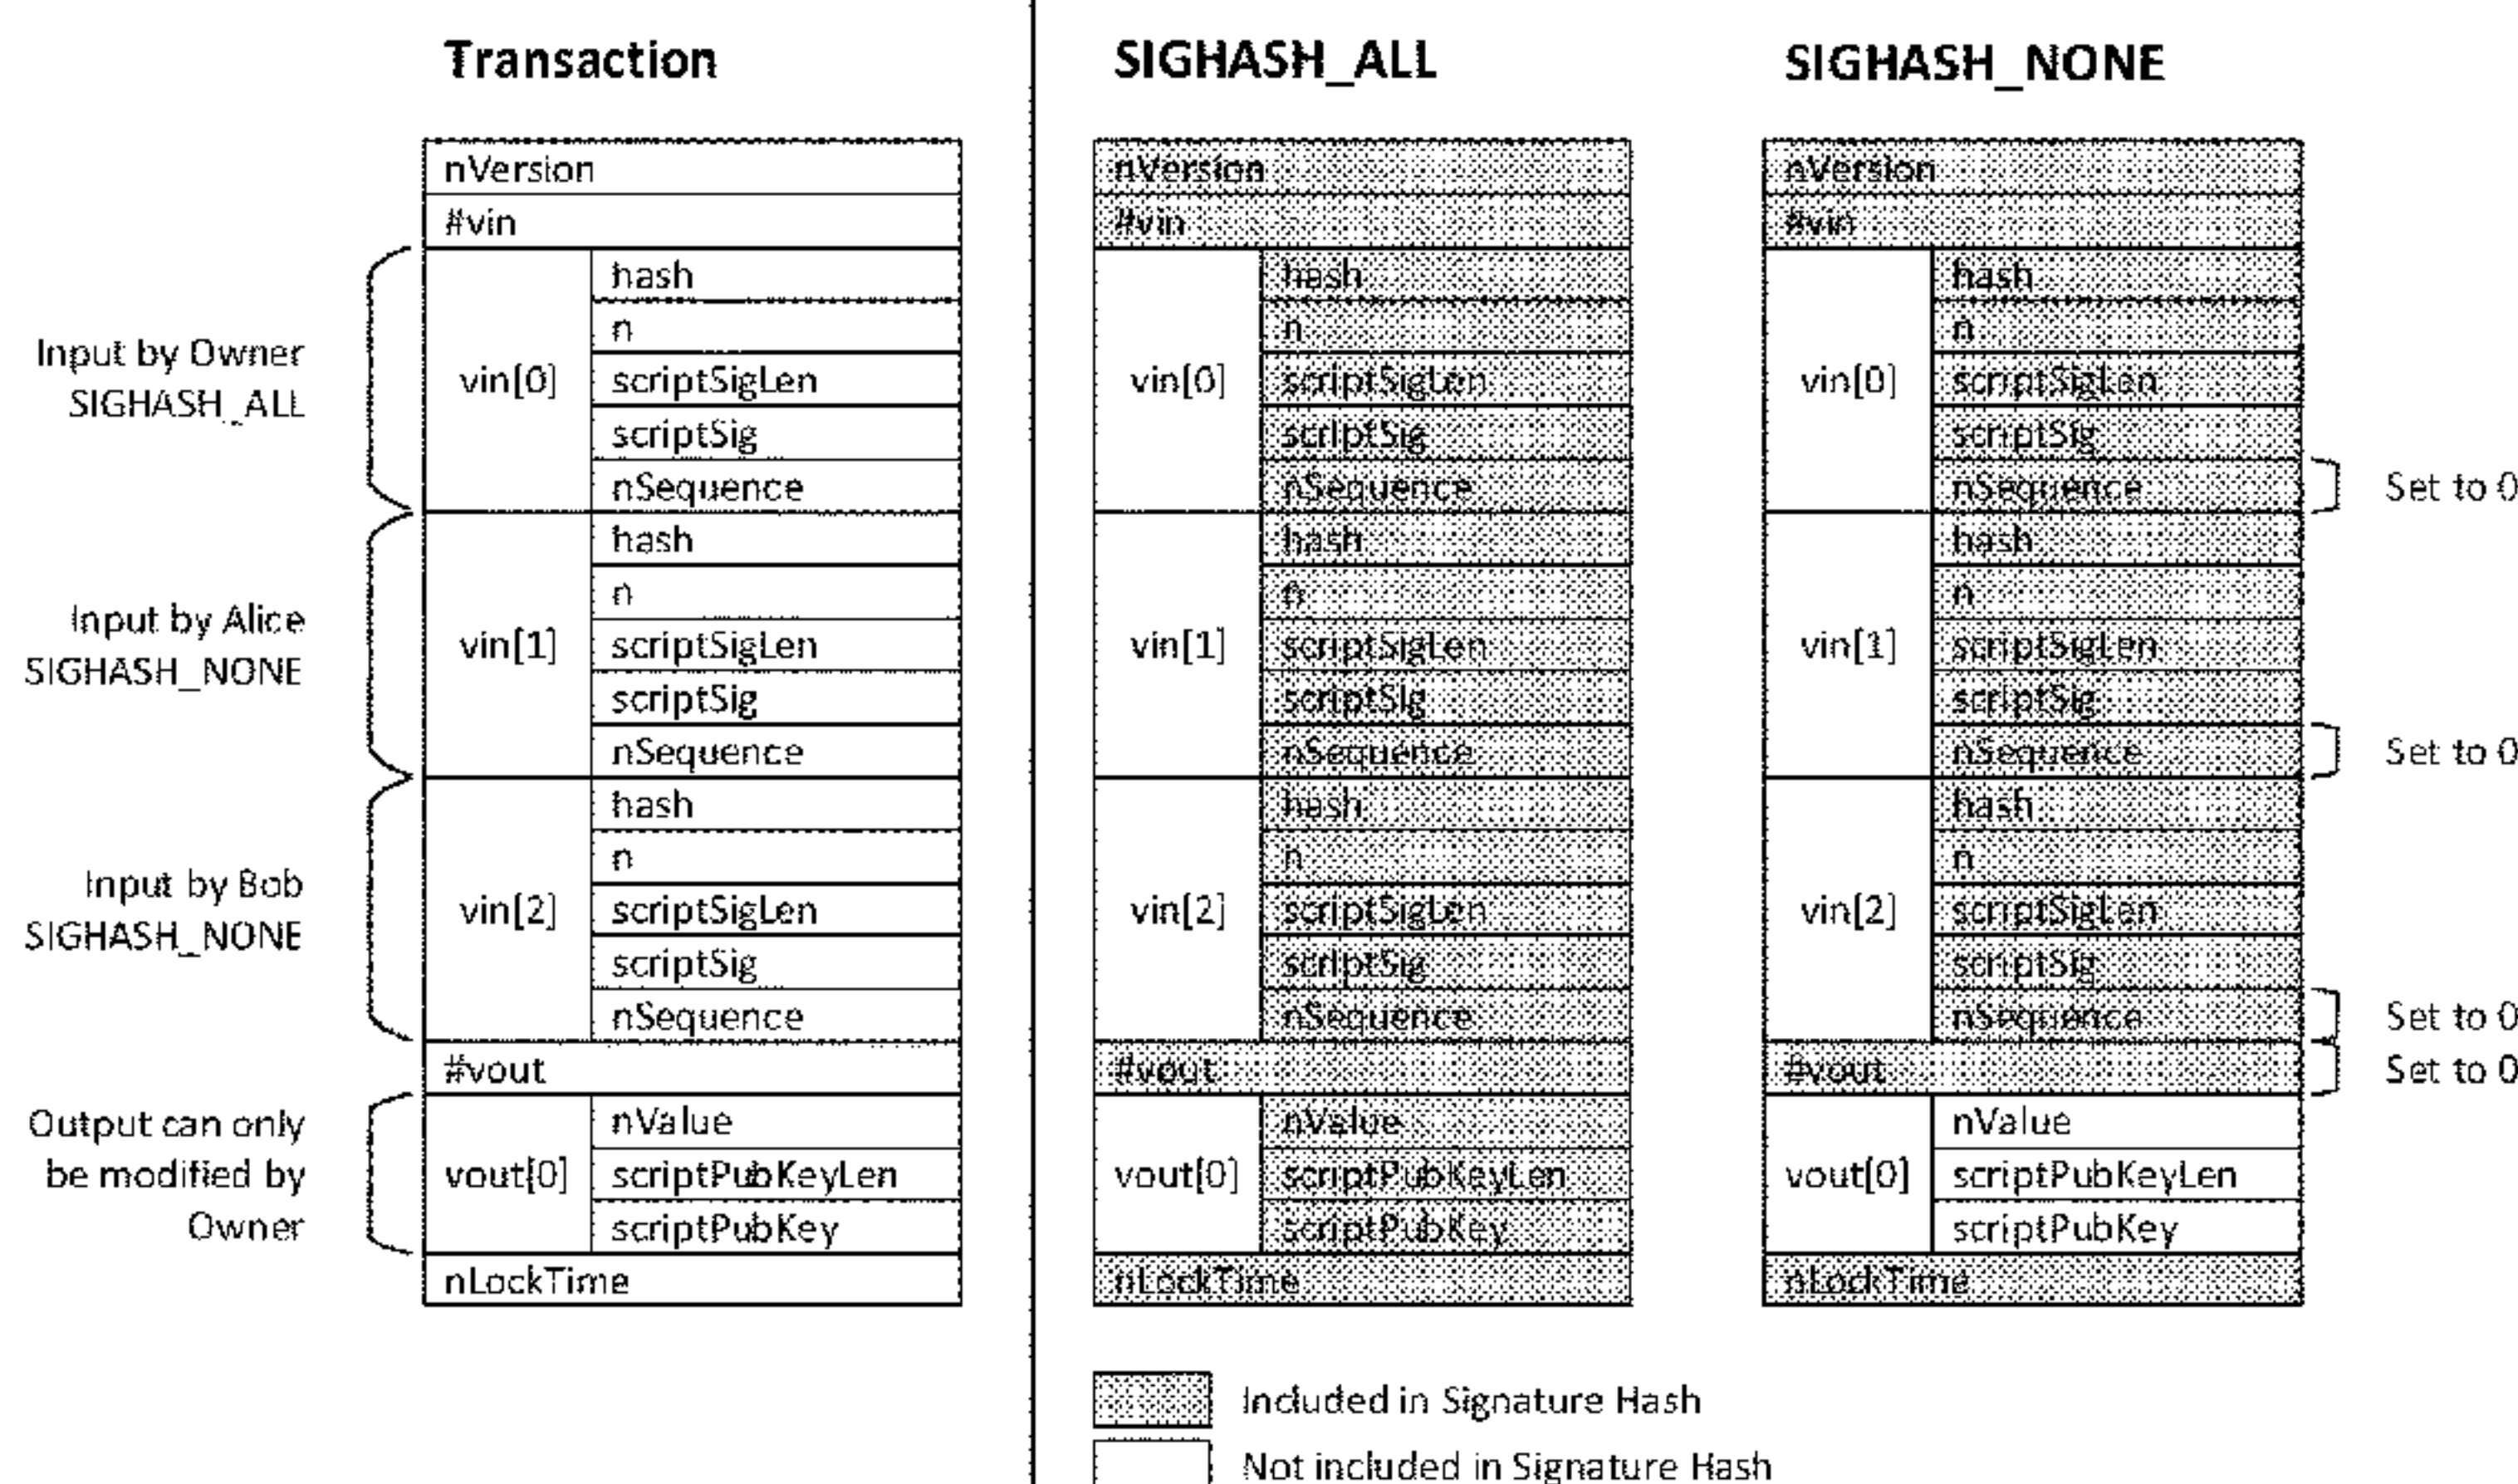 Transaction
nVersion
#vin
Input by Owner
SIGHASH_ALL
vin[0]
hash
n
scriptSigLen
scriptSig
nSequence
Input by Alice
SIGHASH_NONE
vin[1]
hash
n
scriptSigLen
scriptSig
nSequence
Input by Bob
SIGHASH_NONE
vin[2]
hash
n
scriptSigLen
scriptSig
nSequence
#vout
Output can only
be modified by
Owner
vout[0]
nValue
scriptPubKeyLen
scriptPubKey
nLockTime
SIGHASH_ALL
nVersion
#vin
vin[0]
hash
n
scriptSigLen
scriptSig
nSequence
vin[1]
hash
n
scriptSigLen
scriptSig
nSequence
vin[2]
hash
n
scriptSigLen
scriptSig
nSequence
#vout
vout[0]
nValue
scriptPubKeyLen
scriptPubKey
nLockTime
SIGHASH_NONE
nVersion
#vin
vin[0]
hash
n
scriptSigLen
scriptSig
nSequence
Set to 0
vin[1]
hash
n
scriptSigLen
scriptSig
nSequence
Set to 0
vin[2]
hash
n
scriptSigLen
scriptSig
nSequence
Set to 0
#vout
Set to 0
vout[0]
nValue
scriptPubKeyLen
scriptPubKey
nLockTime
Included in Signature Hash
Not included in Signature Hash